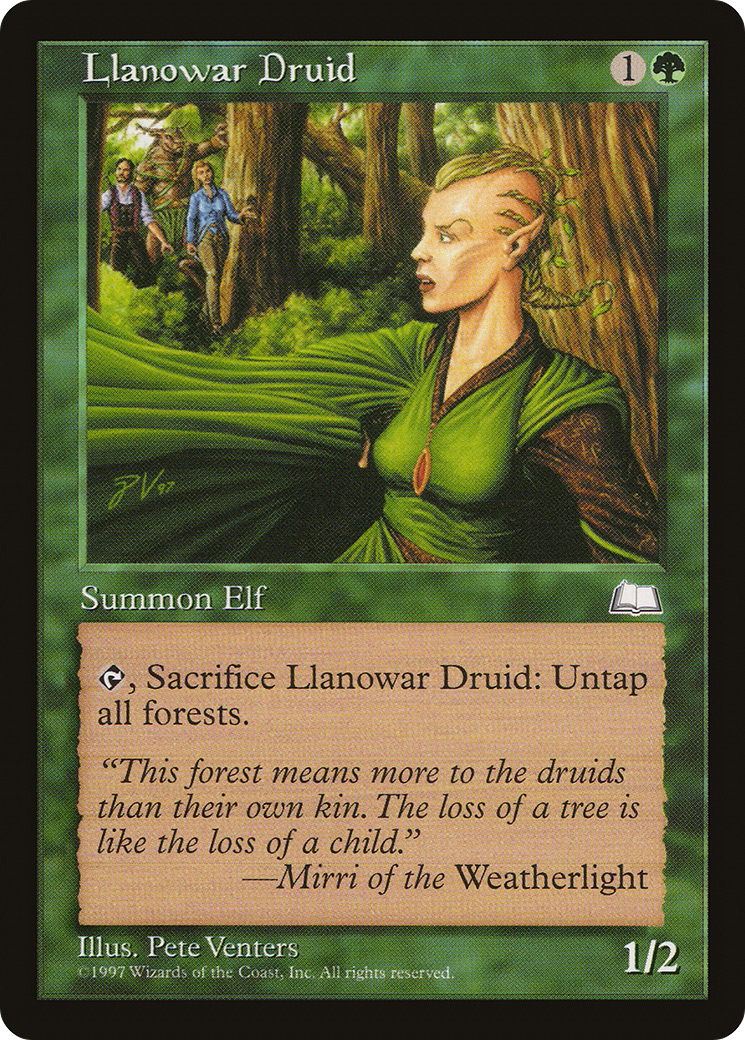 Llanowar Druid 1
PV97
Summon Elf
, Sacrifice Llanowar Druid: Untap
all forests.
“This forest means more to the druids
than their own kin. The loss of a tree is
like the loss of a child.”
—Mirri of the Weatherlight
Illus. Pete Venters
©1997 Wizards of the Coast, Inc. All rights reserved.
1/2